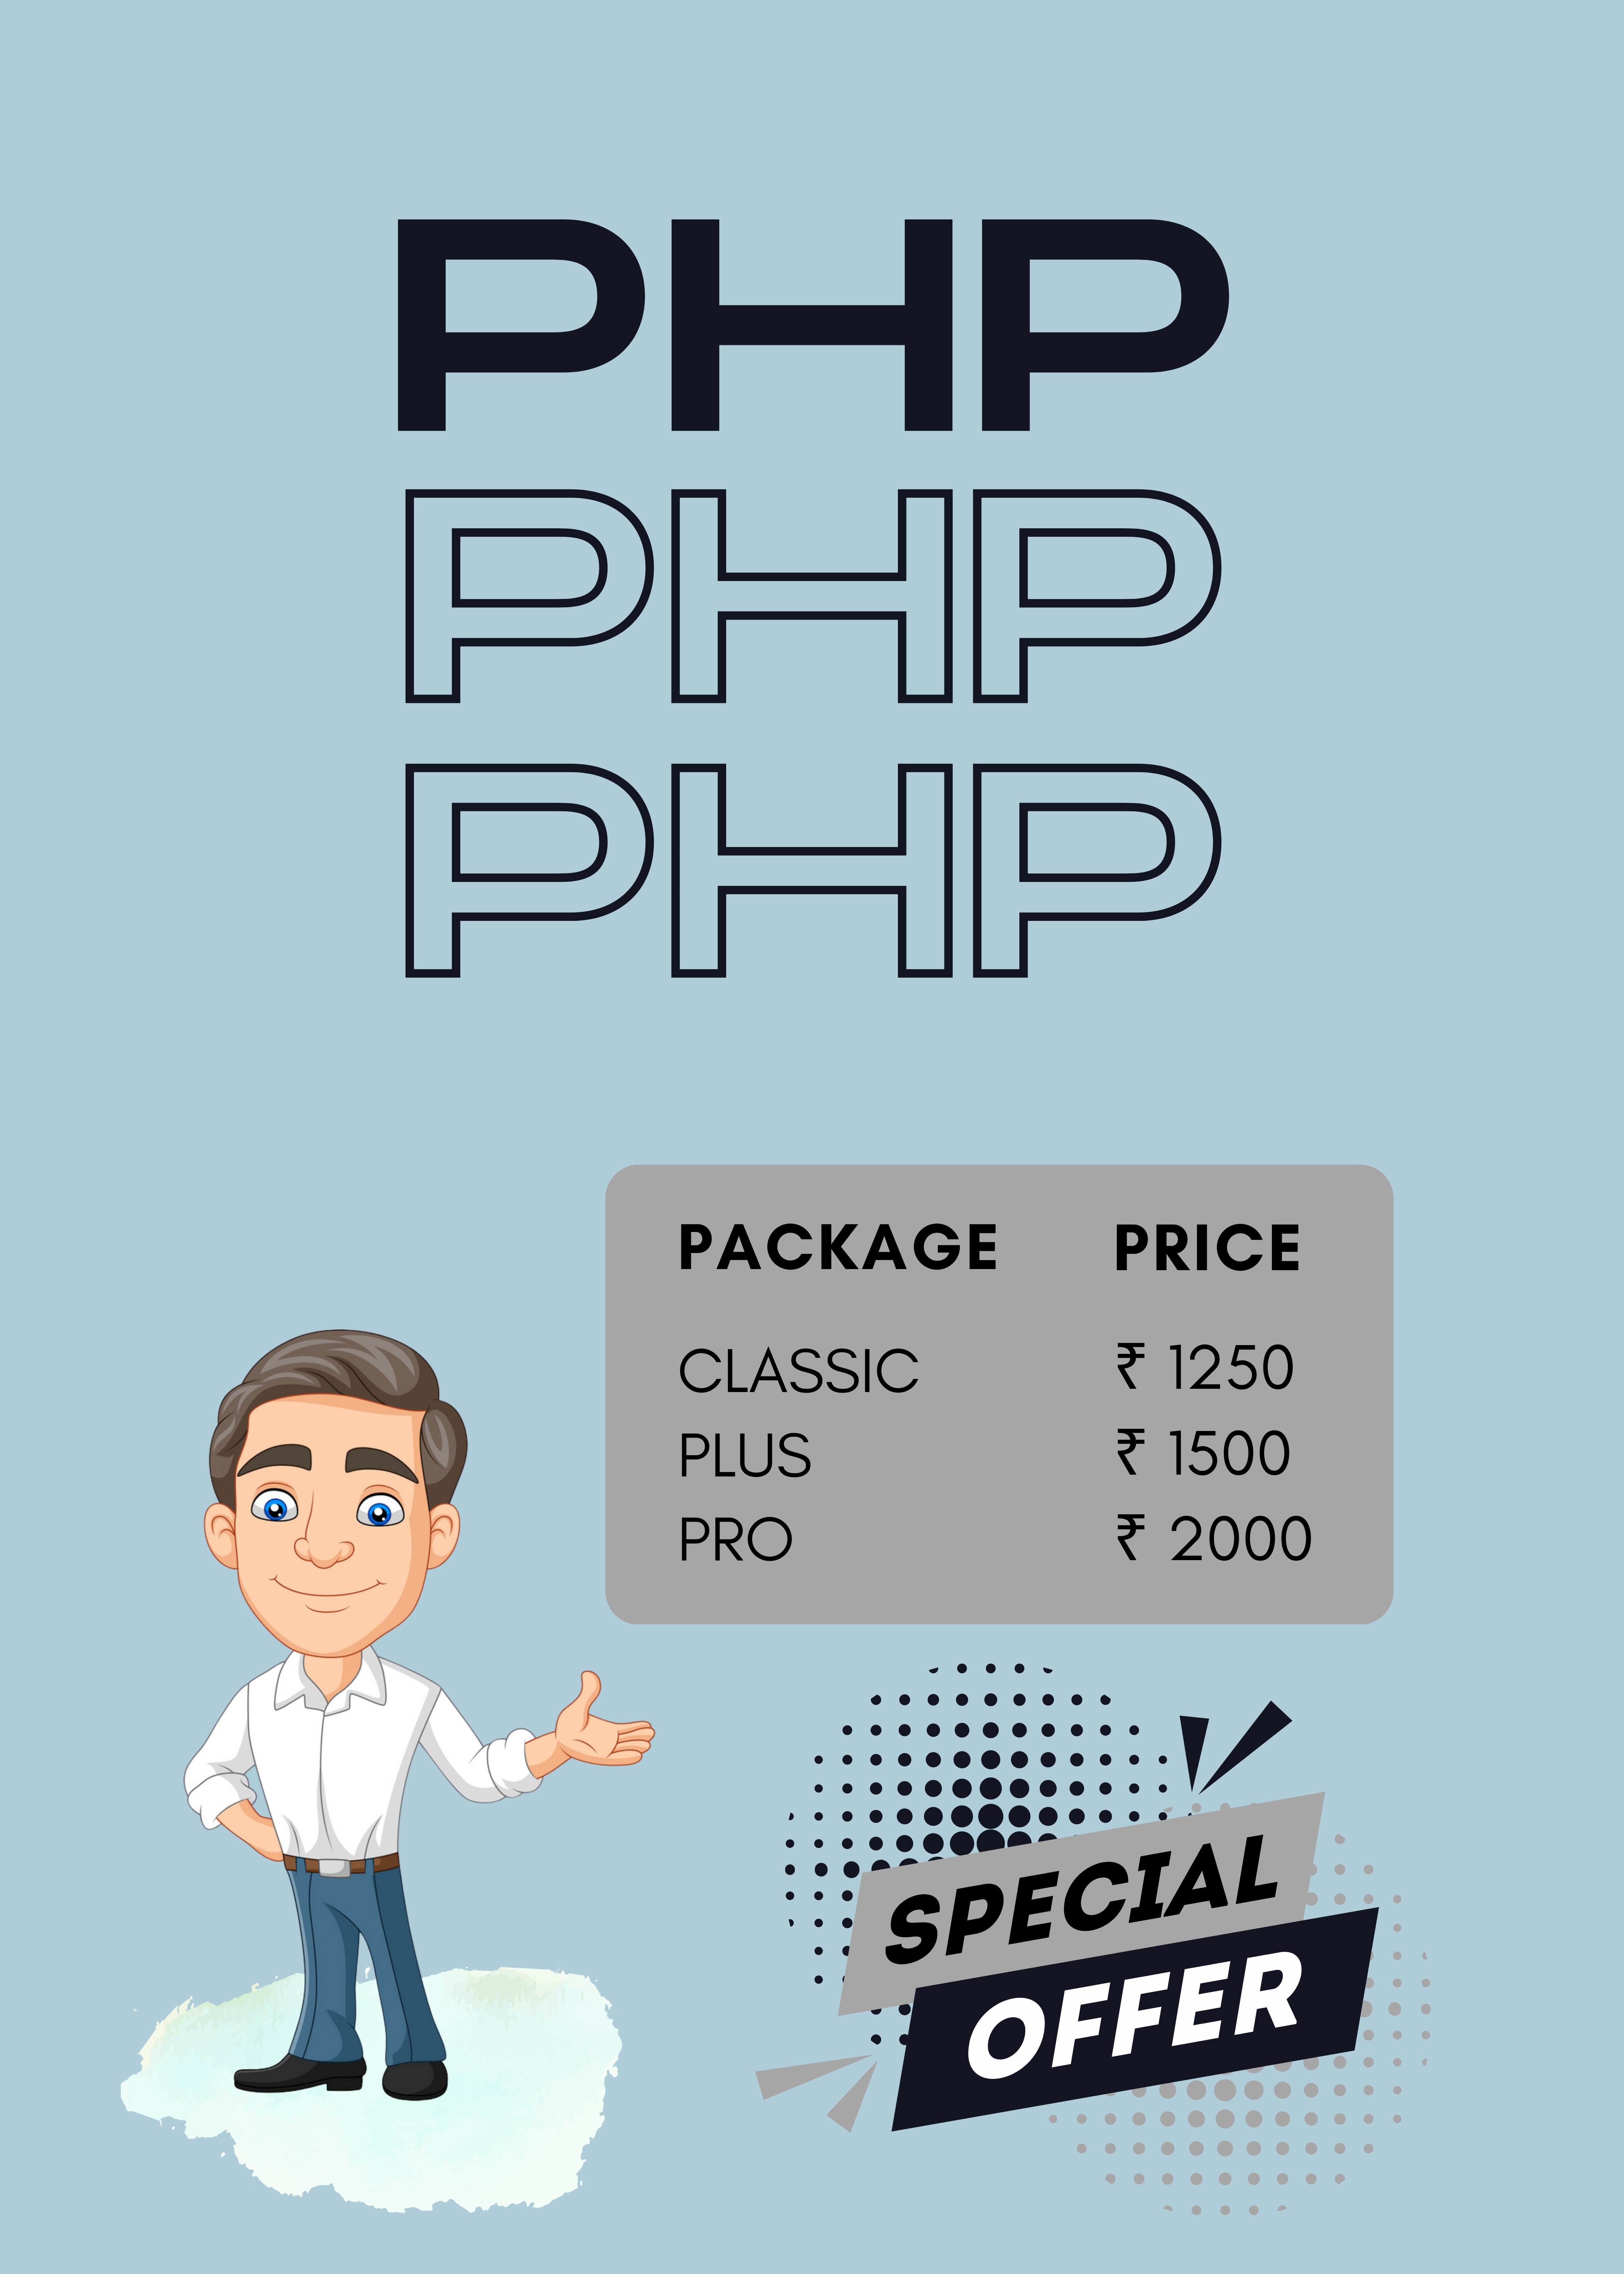 PHP
PHP
PHP
PACKAGE PRICE
CLASSIC ₹ 1250
PLUS ₹ 1500
PRO ₹ 2000
SPECIAL
OFFER